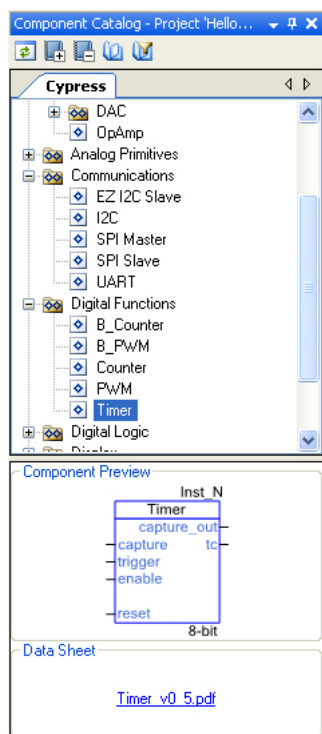 Component Catalog - Project 'Hello...
Cypress
DAC
OpAmp
Analog Primitives
Communications
EZ I2C Slave
I2C
SPI Master
SPI Slave
UART
Digital Functions
B_Counter
B_PWM
Counter
PWM
Timer
Digital Logic
Display
Component Preview
Inst_N
Timer
capture_out
capture tc
trigger
enable
reset
8-bit
Data Sheet
Timer_v0_5.pdf